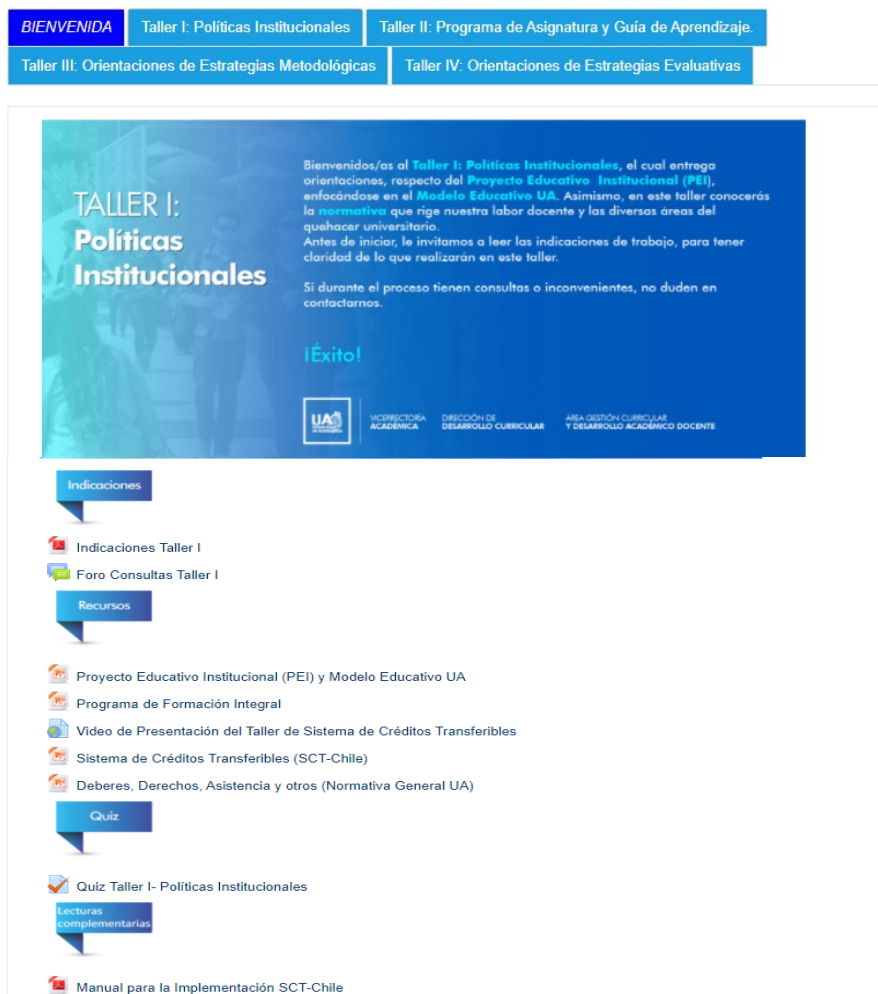 BIENVENIDA
Taller I: Políticas Institucionales
Taller II: Programa de Asignatura y Guía de Aprendizaje.
Taller III: Orientaciones de Estrategias Metodológicas
Taller IV: Orientaciones de Estrategias Evaluativas
TALLER I:
Políticas
Institucionales
Bienvenidos/as al Taller I: Políticas Institucionales, el cual entrega
orientaciones, respecto del Proyecto Educativo Institucional (PEI),
enfocándose en el Modelo Educativo UA. Asimismo, en este taller conocerás
la normativa que rige nuestra labor docente y las diversas áreas del
quehacer universitario.
Antes de iniciar, le invitamos a leer las indicaciones de trabajo, para tener
claridad de lo que realizarán en este taller.
Si durante el proceso tienen consultas o inconvenientes, no duden en
contactarnos.
¡Éxito!
UA
VICERRECTORÍA
ACADÉMICA
DIRECCIÓN DE
DESARROLLO CURRICULAR
ÁREA GESTIÓN CURRICULAR
Y DESARROLLO ACADÉMICO DOCENTE
Indicaciones
Indicaciones Taller I
Foro Consultas Taller I
Recursos
Proyecto Educativo Institucional (PEI) y Modelo Educativo UA
Programa de Formación Integral
Video de Presentación del Taller de Sistema de Créditos Transferibles
Sistema de Créditos Transferibles (SCT-Chile)
Deberes, Derechos, Asistencia y otros (Normativa General UA)
Quiz
Quiz Taller I- Políticas Institucionales
Lecturas
complementarias
Manual para la Implementación SCT-Chile